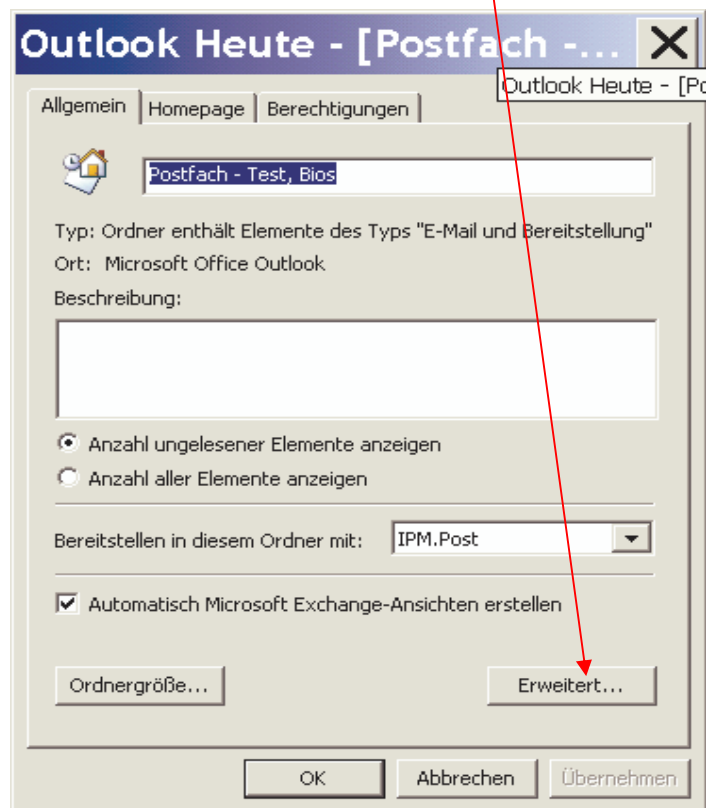 Outlook Heute - [Postfach -...
Outlook Heute - [Po
Allgemein Homepage Berechtigungen
Postfach - Test, Bios
Typ: Ordner enthält Elemente des Typs "E-Mail und Bereitstellung"
Ort: Microsoft Office Outlook
Beschreibung:
Anzahl ungelesener Elemente anzeigen
Anzahl aller Elemente anzeigen
Bereitstellen in diesem Ordner mit: IPM.Post
Automatisch Microsoft Exchange-Ansichten erstellen
Ordnergröße... Erweitert...
OK Abbrechen Übernehmen